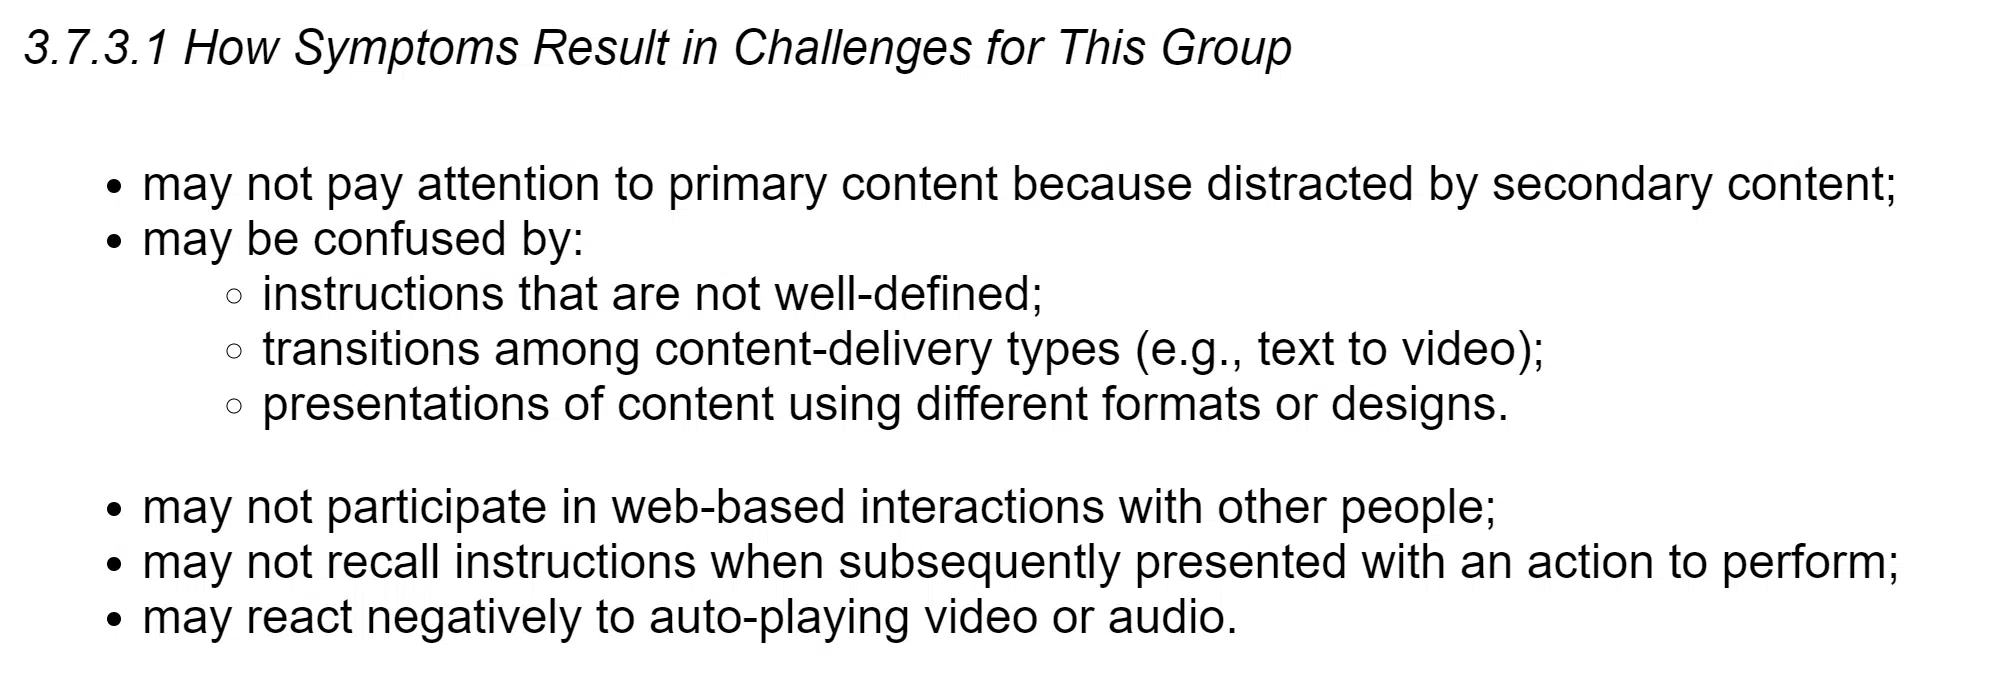 3.7.3.1 How Symptoms Result in Challenges for This Group
• may not pay attention to primary content because distracted by secondary content;
• may be confused by:
○ instructions that are not well-defined;
○ transitions among content-delivery types (e.g., text to video);
○ presentations of content using different formats or designs.
• may not participate in web-based interactions with other people;
• may not recall instructions when subsequently presented with an action to perform;
• may react negatively to auto-playing video or audio.